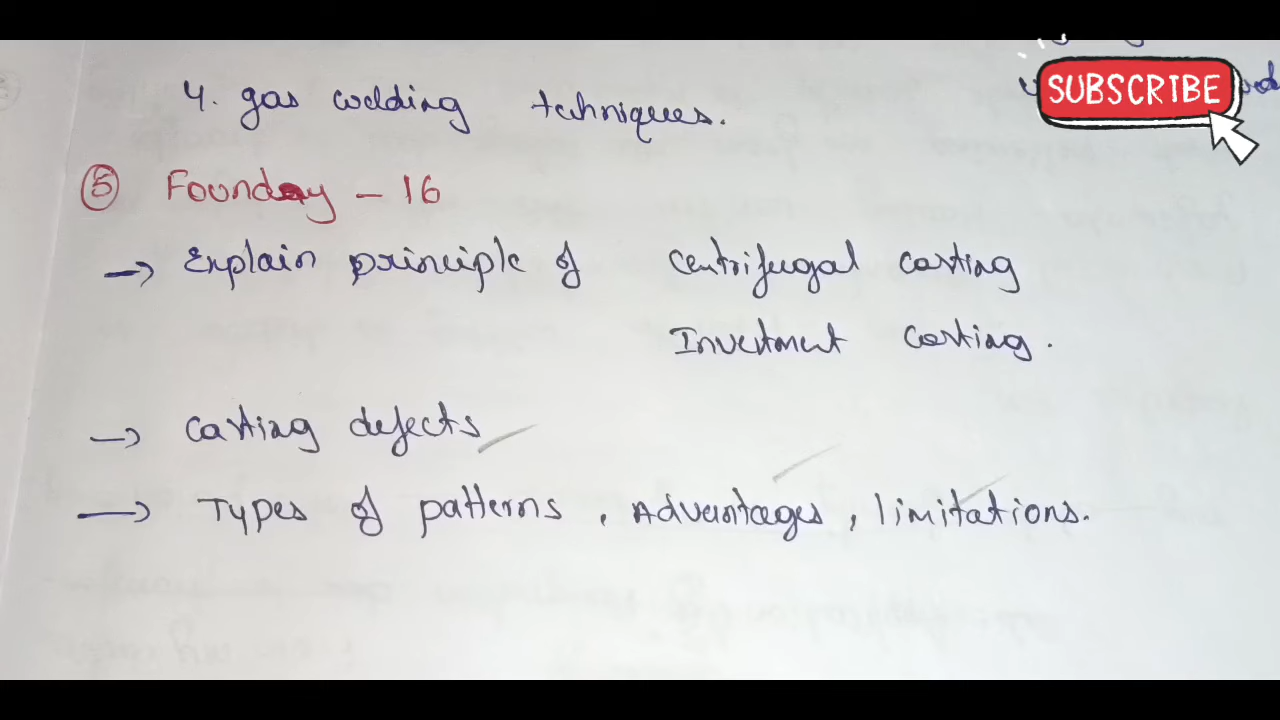 SUBSCRIBE
4. gas welding techniques.
5 Foundry - 16
→ Explain principle of Centrifugal casting
Investment casting.
→ Casting defects
→ Types of patterns, Advantages, limitations.